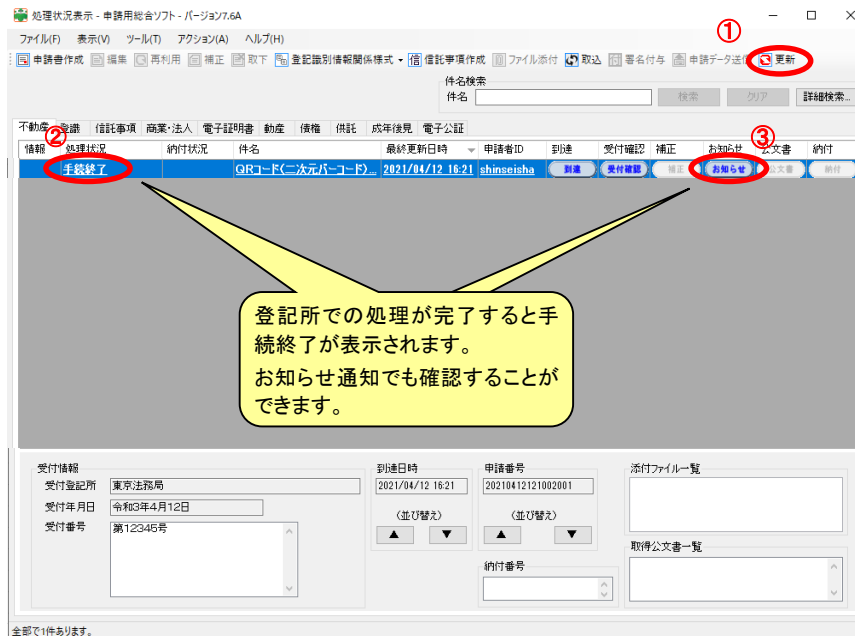 処理状況表示 - 申請用総合ソフト - バージョン7.6A
ファイル(F) 表示(V) ツール(T) アクション(A) ヘルプ(H)
①
申請書作成 編集 再利用 補正 取下 登記識別情報関係様式 信 信託事項作成 ファイル添付 取込 署名付与 申請データ送信 更新
件名検索
件名 検索 クリア 詳細検索...
不動産 登識 信託事項 商業・法人 電子証明書 動産 債権 供託 成年後見 電子公証
② ③
情報 処理状況 納付状況 件名 最終更新日時 申請者ID 到達 受付確認 補正 お知らせ 公文書 納付
手続終了 QRコード(二次元バーコード)... 2021/04/12 16:21 shinseisha 到達 受付確認 補正 お知らせ 公文書 納付
登記所での処理が完了すると手
続終了が表示されます。
お知らせ通知でも確認することが
できます。
受付情報 到達日時 申請番号 添付ファイル一覧
受付登記所 東京法務局 2021/04/12 16:21 20210412121002001
受付年月日 令和3年4月12日 (並び替え) (並び替え)
受付番号 第12345号 ▲ ▼ ▲ ▼
取得公文書一覧
納付番号
全部で1件あります。